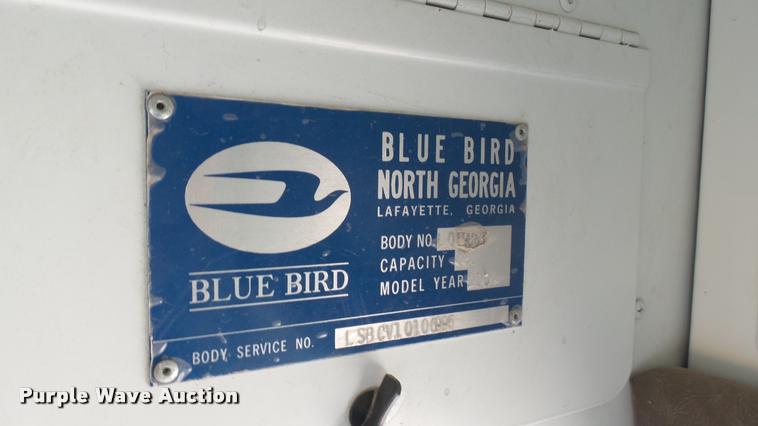 BLUE BIRD
NORTH GEORGIA
LAFAYETTE, GEORGIA
BODY NO.
CAPACITY
MODEL YEAR
BLUE BIRD
BODY SERVICE NO.
Purple Wave Auction